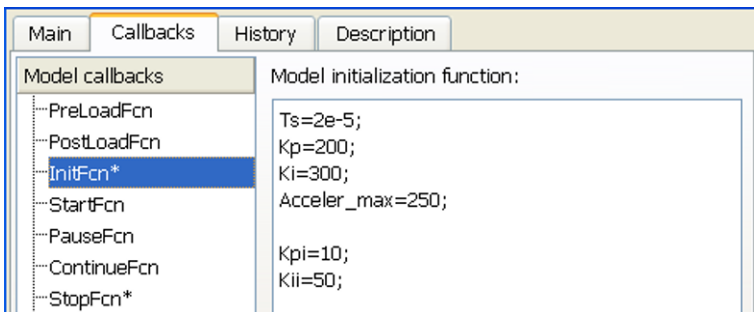 Main Callbacks History Description
Model callbacks
PreLoadFcn
PostLoadFcn
InitFcn*
StartFcn
PauseFcn
ContinueFcn
StopFcn*
Model initialization function:
Ts=2e-5;
Kp=200;
Ki=300;
Acceler_max=250;
Kpi=10;
Kii=50;